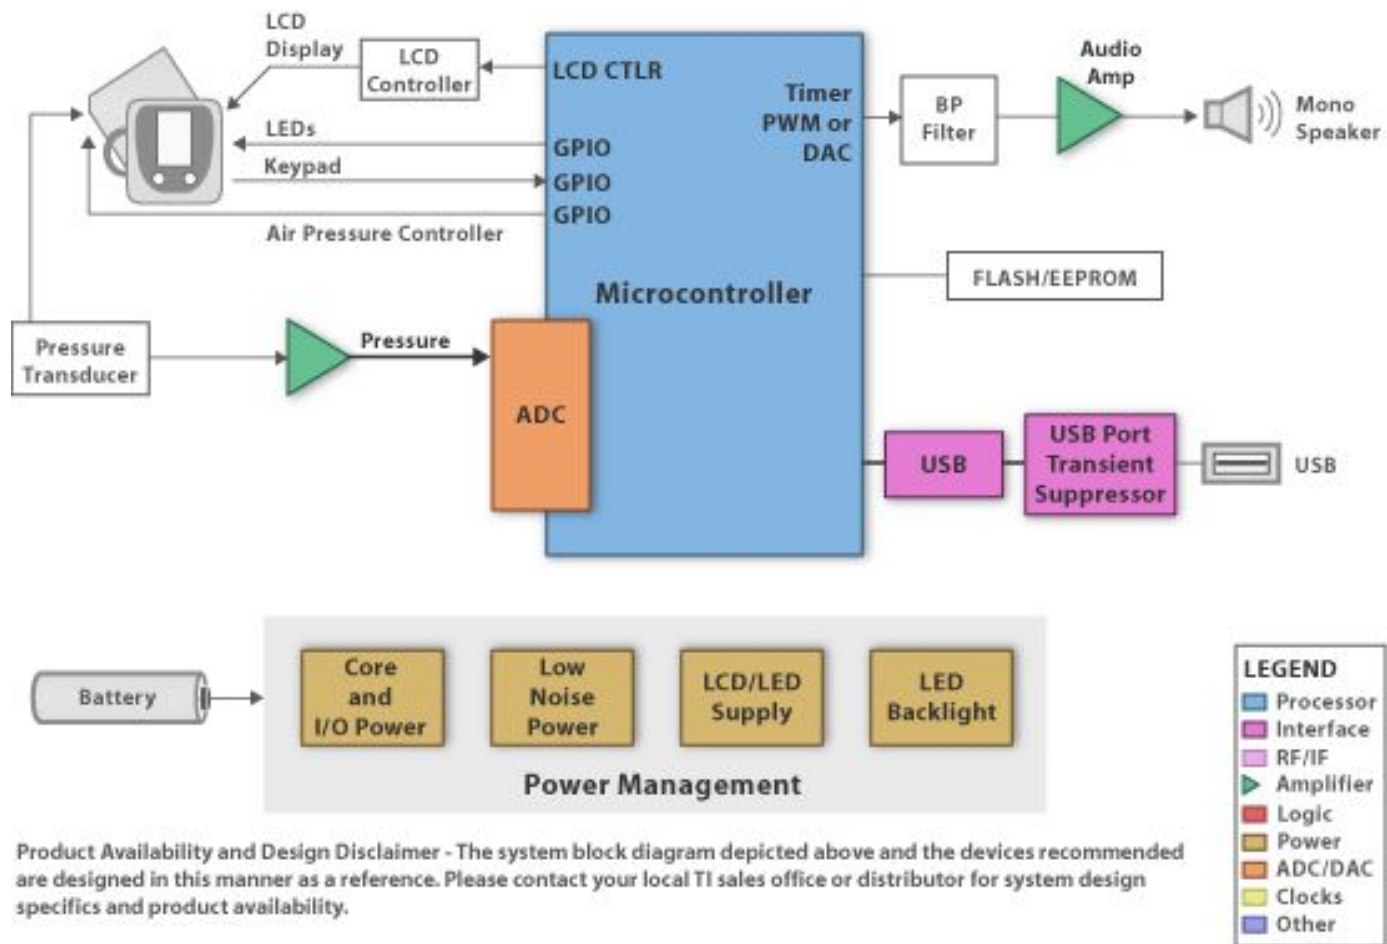 LCD
Display
LCD
Controller
LCD CTLR
LEDs
GPIO
Keypad
GPIO
GPIO
Air Pressure Controller
Timer
PWM or
DAC
BP
Filter
Audio
Amp
Mono
Speaker
Microcontroller
FLASH/EEPROM
Pressure
Transducer
Pressure
ADC
USB
USB Port
Transient
Suppressor
USB
Battery
Core
and
I/O Power
Low
Noise
Power
LCD/LED
Supply
LED
Backlight
Power Management
LEGEND
Processor
Interface
RF/IF
Amplifier
Logic
Power
ADC/DAC
Clocks
Other
Product Availability and Design Disclaimer - The system block diagram depicted above and the devices recommended
are designed in this manner as a reference. Please contact your local TI sales office or distributor for system design
specifics and product availability.